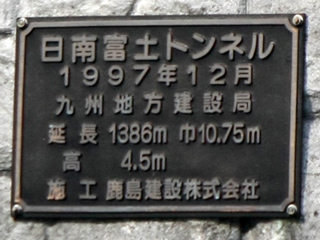 日南富士トンネル
1997年12月
九州地方建設局
延長 1386m 巾10.75m
高 4.5m
施工 鹿島建設株式会社